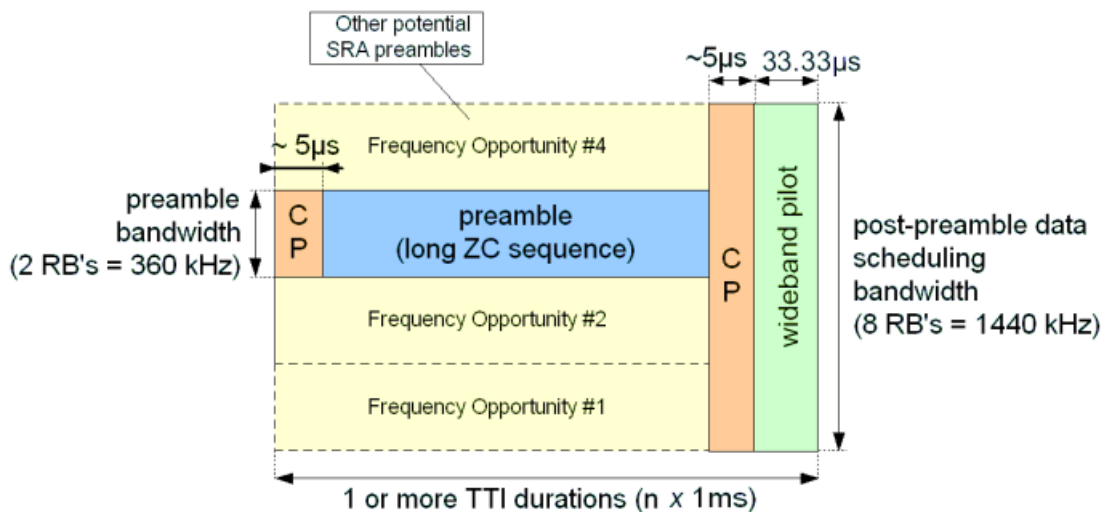 Other potential
SRA preambles
~5µs
33.33µs
Frequency Opportunity #4
~ 5µs
preamble
bandwidth
(2 RB's = 360 kHz)
C
P
preamble
(long ZC sequence)
C
P
wideband pilot
post-preamble data
scheduling
bandwidth
(8 RB's = 1440 kHz)
Frequency Opportunity #2
Frequency Opportunity #1
1 or more TTI durations (n x 1ms)